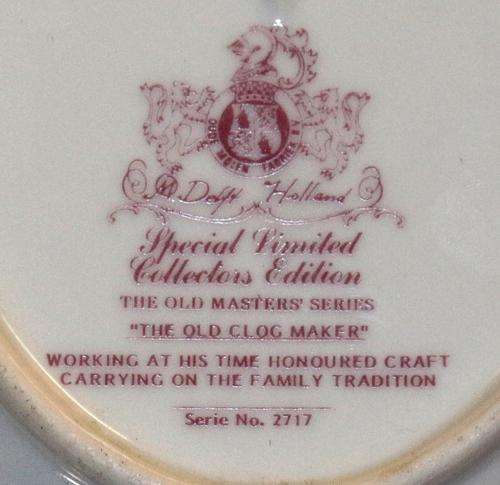 Delft Holland
Special Limited
Collectors Edition
THE OLD MASTERS' SERIES
"THE OLD CLOG MAKER"
WORKING AT HIS TIME HONOURED CRAFT
CARRYING ON THE FAMILY TRADITION
Serie No. 2717